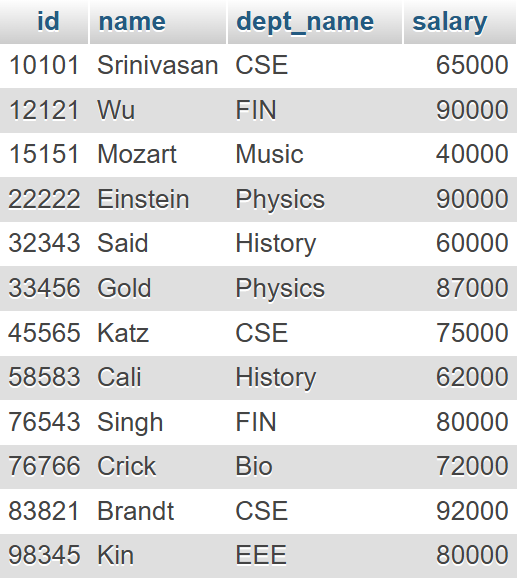 id name dept_name salary
10101 Srinivasan CSE 65000
12121 Wu FIN 90000
15151 Mozart Music 40000
22222 Einstein Physics 90000
32343 Said History 60000
33456 Gold Physics 87000
45565 Katz CSE 75000
58583 Cali History 62000
76543 Singh FIN 80000
76766 Crick Bio 72000
83821 Brandt CSE 92000
98345 Kin EEE 80000